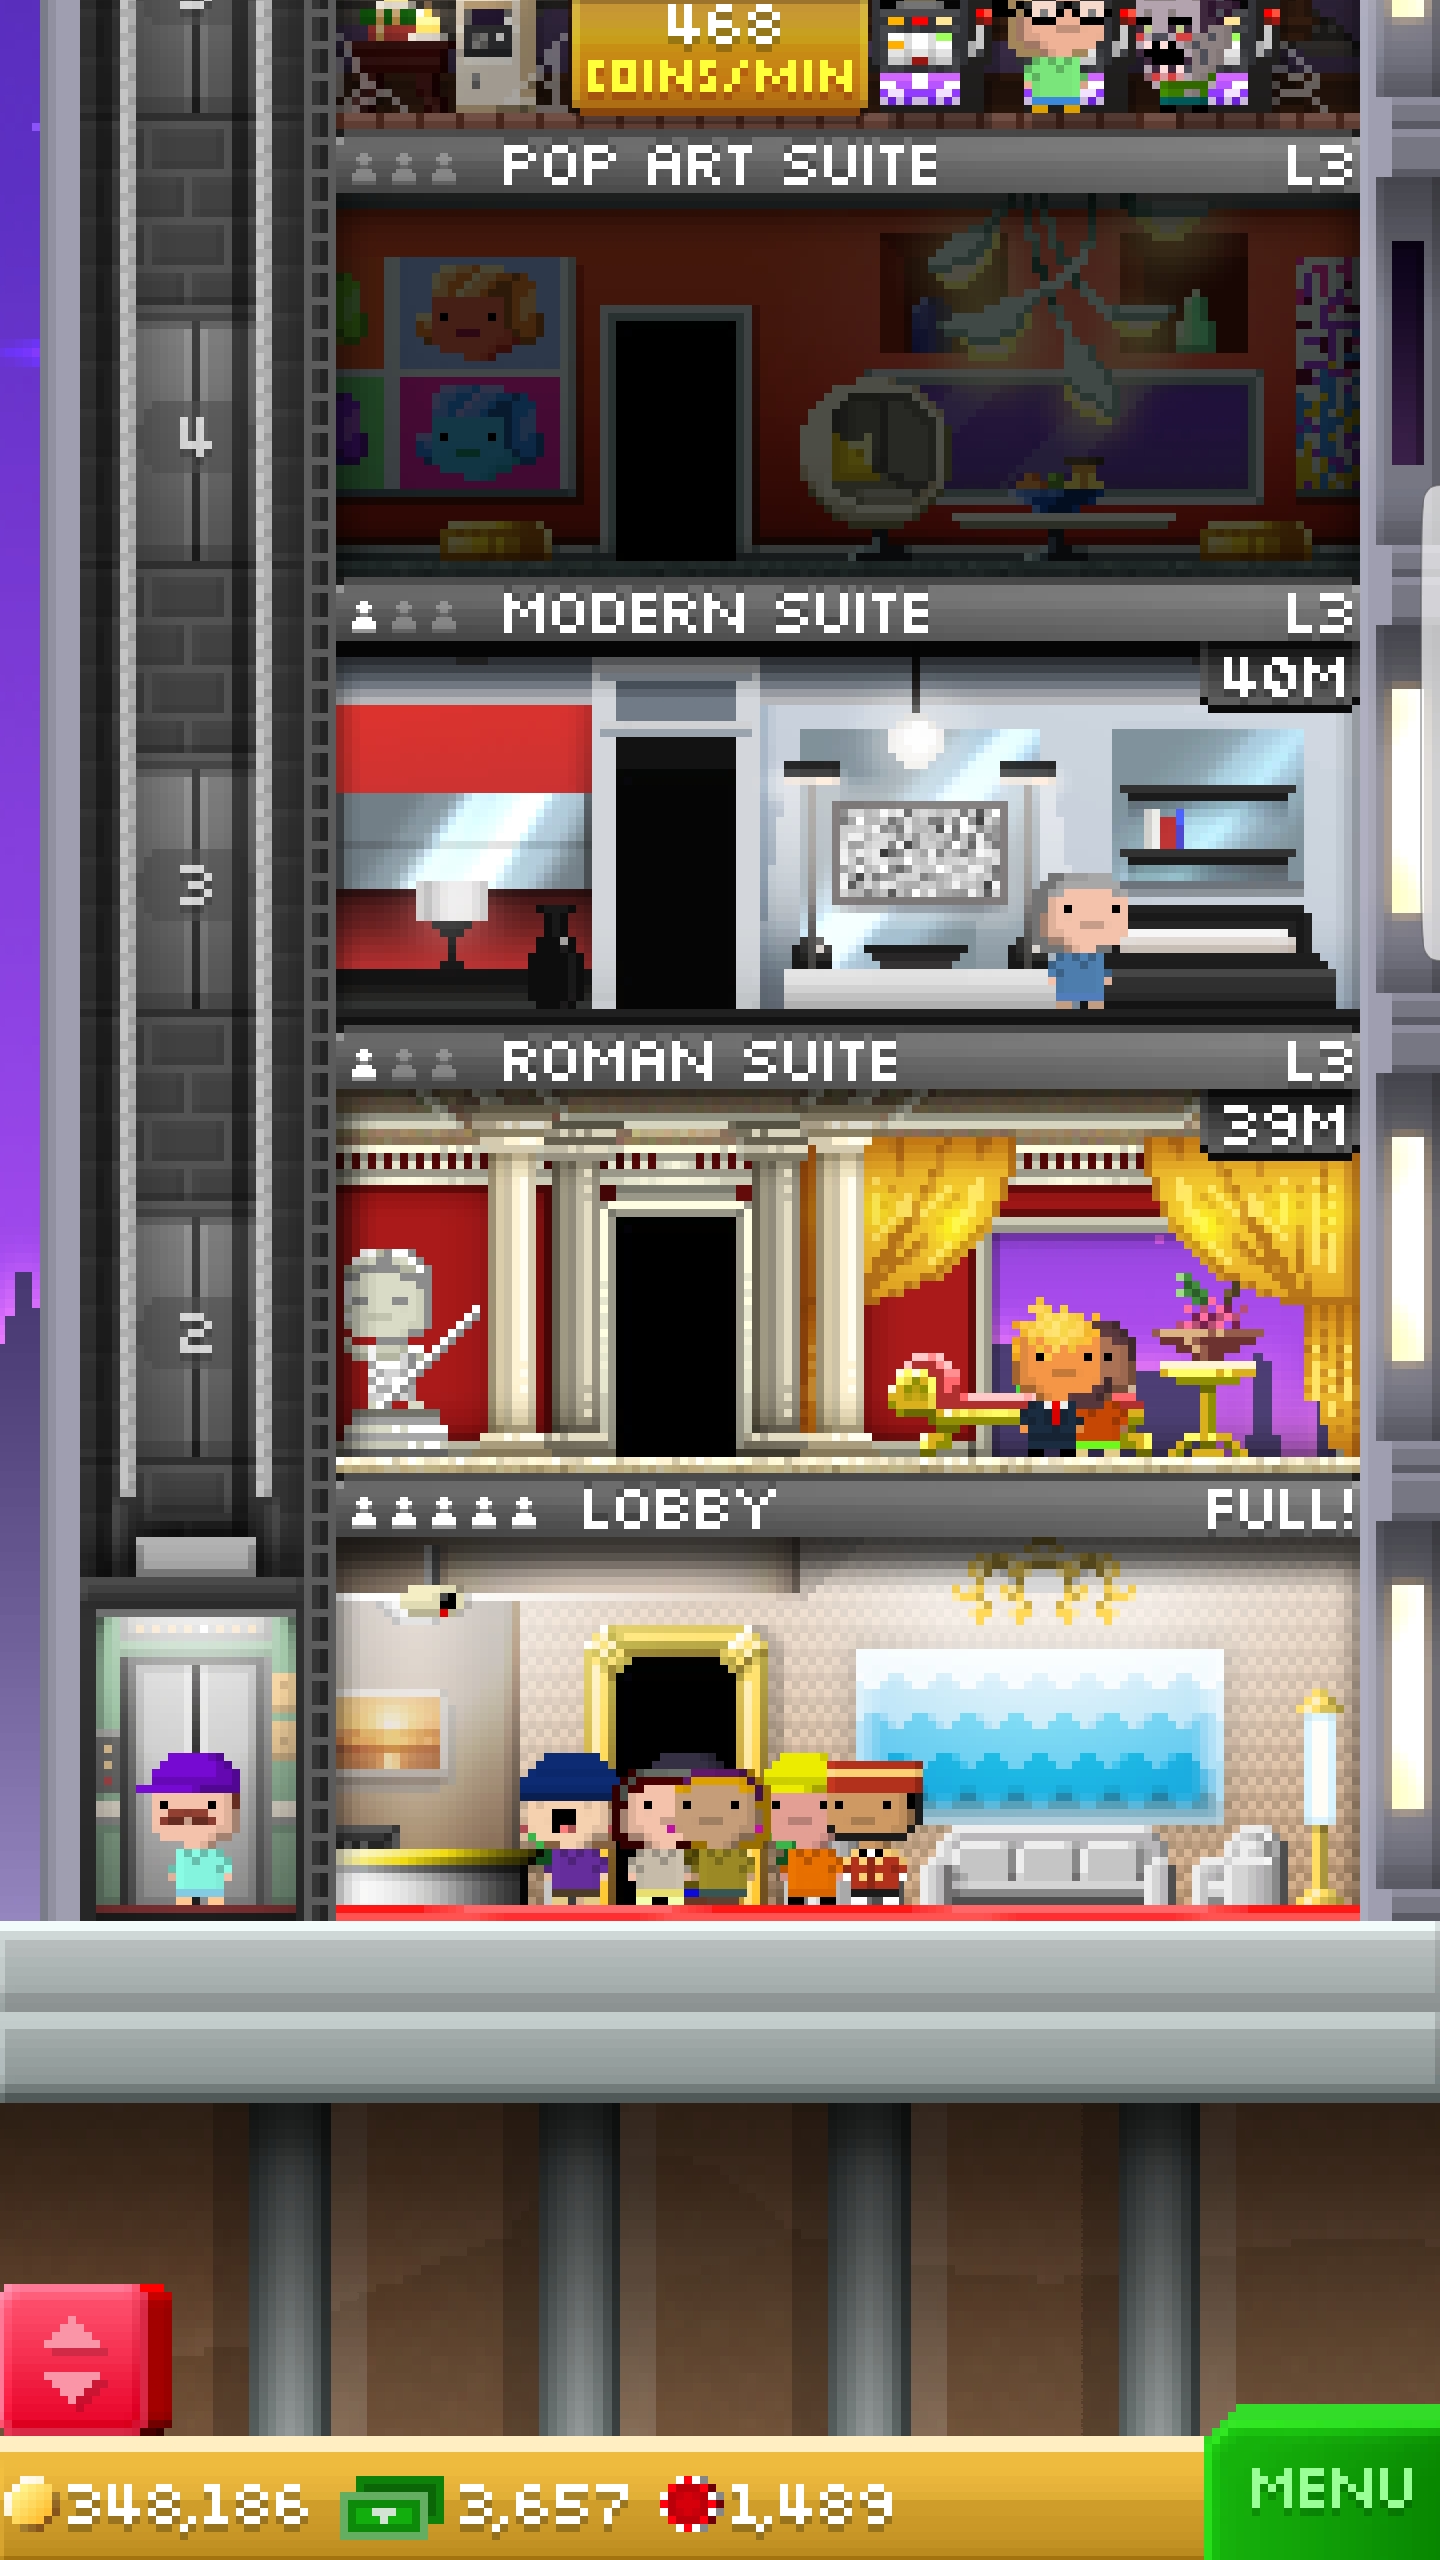 468
COINS/MIN
POP ART SUITE L3
4
MODERN SUITE L3
40M
3
ROMAN SUITE L3
39M
2
LOBBY FULL!
348,186 3,657 1,489 MENU